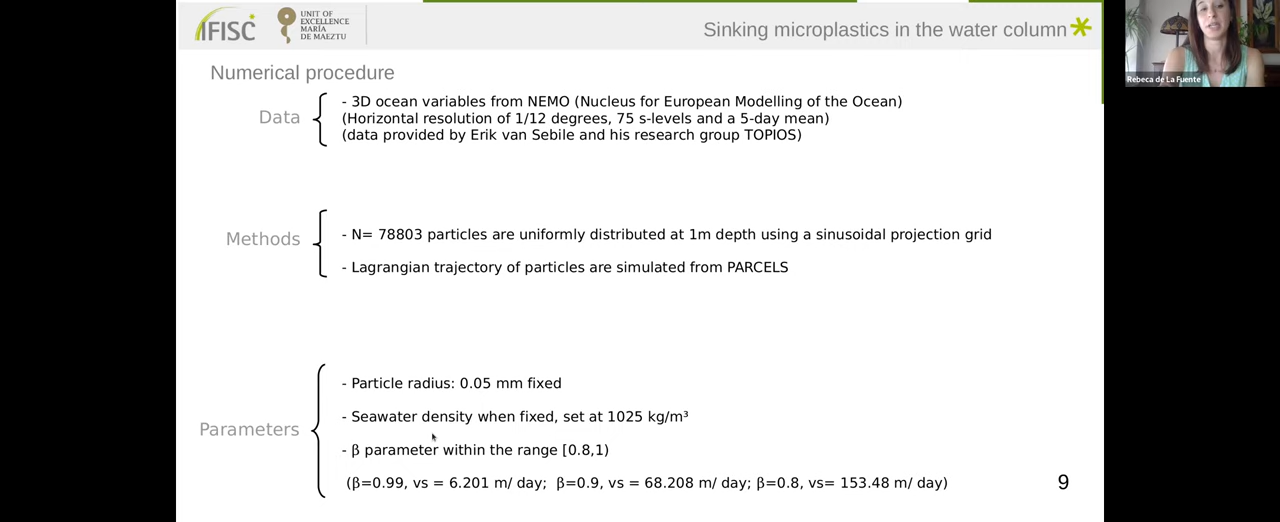 IFISC
UNIT OF
EXCELLENCE
MARÍA
DE MAEZTU
Sinking microplastics in the water column
Rebeca de La Fuente
Numerical procedure
Data
- 3D ocean variables from NEMO (Nucleus for European Modelling of the Ocean)
(Horizontal resolution of 1/12 degrees, 75 s-levels and a 5-day mean)
(data provided by Erik van Sebile and his research group TOPIOS)
Methods
- N= 78803 particles are uniformly distributed at 1m depth using a sinusoidal projection grid
- Lagrangian trajectory of particles are simulated from PARCELS
Parameters
- Particle radius: 0.05 mm fixed
- Seawater density when fixed, set at 1025 kg/m³
- β parameter within the range [0.8,1)
(β=0.99, vs = 6.201 m/ day; β=0.9, vs = 68.208 m/ day; β=0.8, vs= 153.48 m/ day)
9